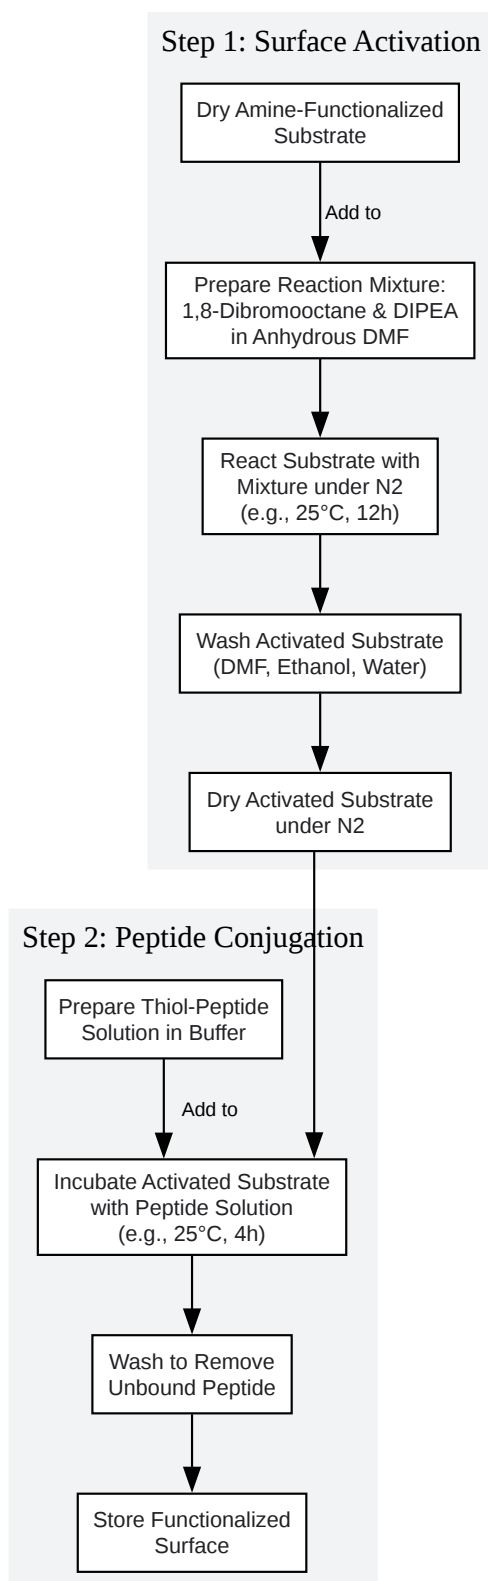 Step 1: Surface Activation
Dry Amine-Functionalized
Substrate
Add to
Prepare Reaction Mixture:
1,8-Dibromooctane & DIPEA
in Anhydrous DMF
React Substrate with
Mixture under N2
(e.g., 25°C, 12h)
Wash Activated Substrate
(DMF, Ethanol, Water)
Dry Activated Substrate
under N2
Step 2: Peptide Conjugation
Prepare Thiol-Peptide
Solution in Buffer
Add to
Incubate Activated Substrate
with Peptide Solution
(e.g., 25°C, 4h)
Wash to Remove
Unbound Peptide
Store Functionalized
Surface